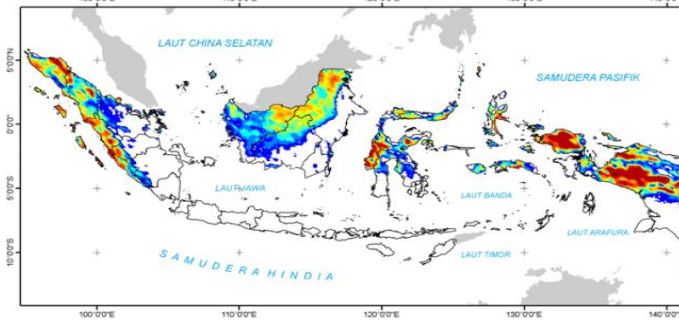 LAUT CHINA SELATAN
SAMUDERA PASIFIK
LAUT JAWA
LAUT BANDA
LAUT ARAFURA
LAUT TIMOR
SAMUDERA HINDIA
5°0'0"N
0°0'0"
5°0'0"S
10°0'0"S
100°0'0"E
110°0'0"E
120°0'0"E
130°0'0"E
140°0'0"E